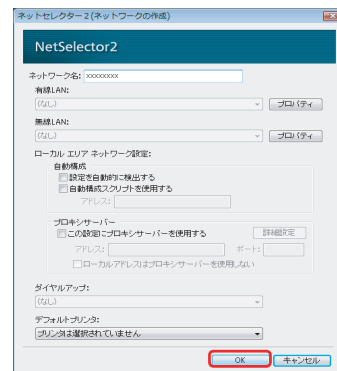 ネットセレクター2(ネットワークの作成)
NetSelector2
ネットワーク名: xxxxxxxx
有線LAN:
(なし) プロパティ
無線LAN:
(なし) プロパティ
ローカル エリア ネットワーク設定:
自動構成
設定を自動的に検出する
自動構成スクリプトを使用する
アドレス:
プロキシサーバー
この設定にプロキシサーバーを使用する 詳細設定
アドレス: ポート:
ローカルアドレスはプロキシサーバーを使用しない
ダイヤルアップ:
(なし)
デフォルトプリンタ:
プリンタは選択されていません
OK キャンセル